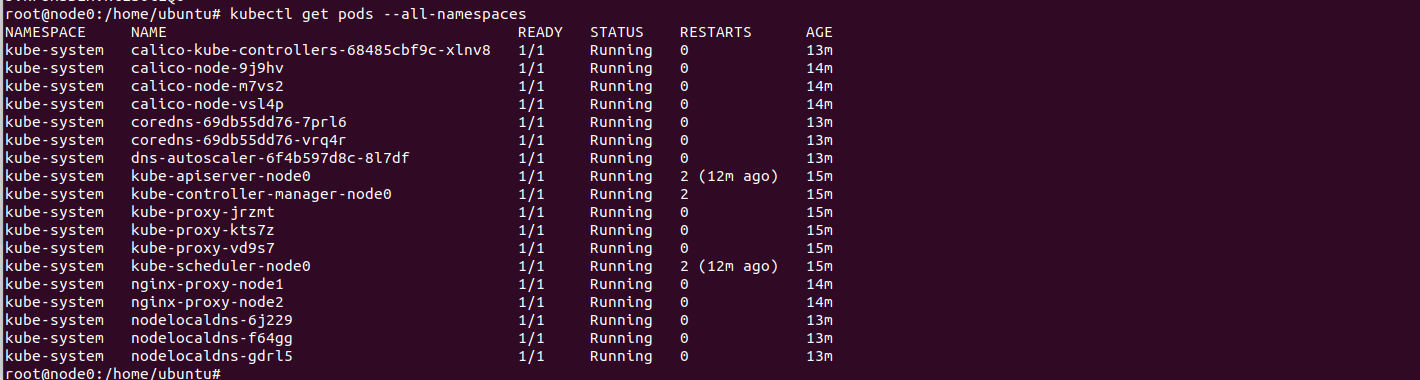 root@node0:/home/ubuntu# kubectl get pods --all-namespaces
NAMESPACE     NAME                                       READY   STATUS    RESTARTS      AGE
kube-system   calico-kube-controllers-68485cbf9c-xlnv8   1/1     Running   0             13m
kube-system   calico-node-9j9hv                          1/1     Running   0             14m
kube-system   calico-node-m7vs2                          1/1     Running   0             14m
kube-system   calico-node-vsl4p                          1/1     Running   0             14m
kube-system   coredns-69db55dd76-7prl6                   1/1     Running   0             13m
kube-system   coredns-69db55dd76-vrq4r                   1/1     Running   0             13m
kube-system   dns-autoscaler-6f4b597d8c-8l7df            1/1     Running   0             13m
kube-system   kube-apiserver-node0                       1/1     Running   2 (12m ago)   15m
kube-system   kube-controller-manager-node0              1/1     Running   2             15m
kube-system   kube-proxy-jrzmt                           1/1     Running   0             15m
kube-system   kube-proxy-kts7z                           1/1     Running   0             15m
kube-system   kube-proxy-vd9s7                           1/1     Running   0             15m
kube-system   kube-scheduler-node0                       1/1     Running   2 (12m ago)   15m
kube-system   nginx-proxy-node1                          1/1     Running   0             14m
kube-system   nginx-proxy-node2                          1/1     Running   0             14m
kube-system   nodelocaldns-6j229                         1/1     Running   0             13m
kube-system   nodelocaldns-f64gg                         1/1     Running   0             13m
kube-system   nodelocaldns-gdrl5                         1/1     Running   0             13m
root@node0:/home/ubuntu#